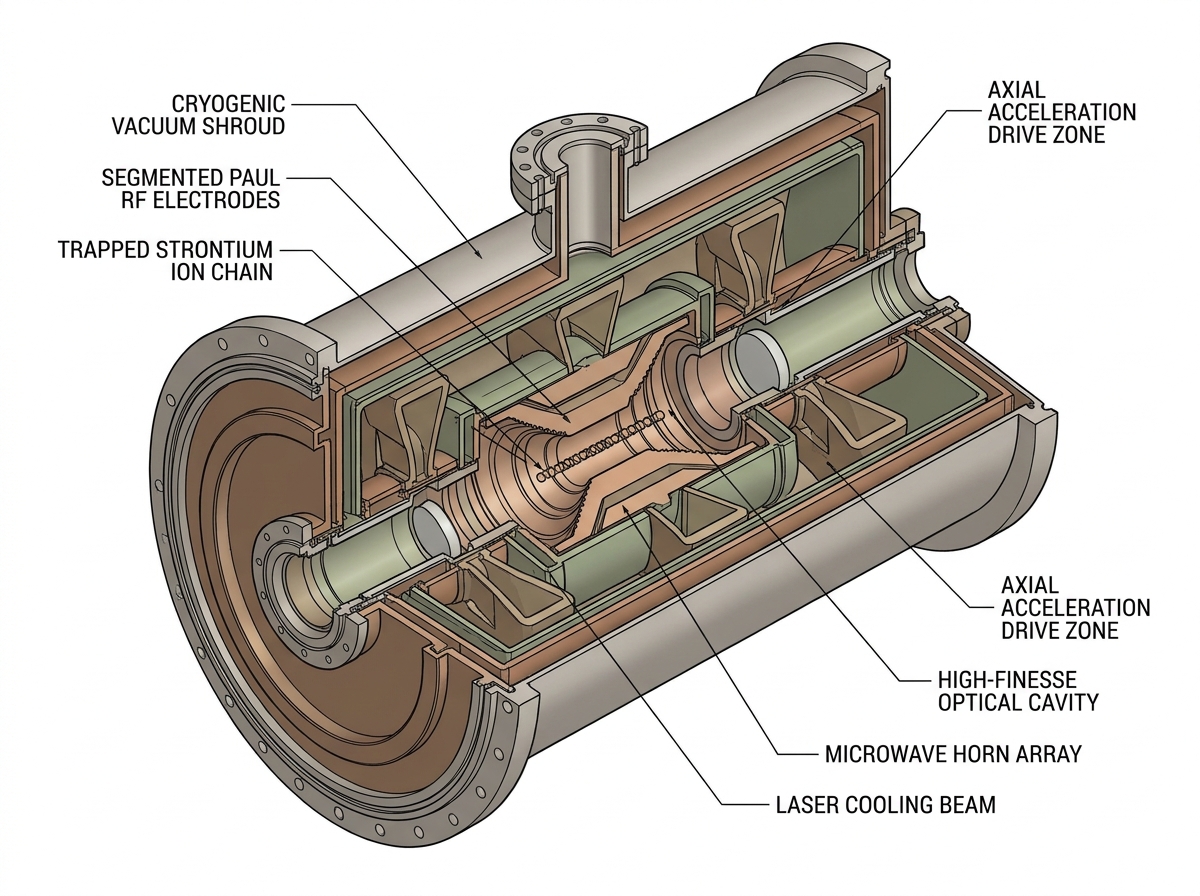 CRYOGENIC
VACUUM SHROUD
SEGMENTED PAUL
RF ELECTRODES
TRAPPED STRONTIUM
ION CHAIN
AXIAL
ACCELERATION
DRIVE ZONE
AXIAL
ACCELERATION
DRIVE ZONE
HIGH-FINESSE
OPTICAL CAVITY
MICROWAVE HORN ARRAY
LASER COOLING BEAM